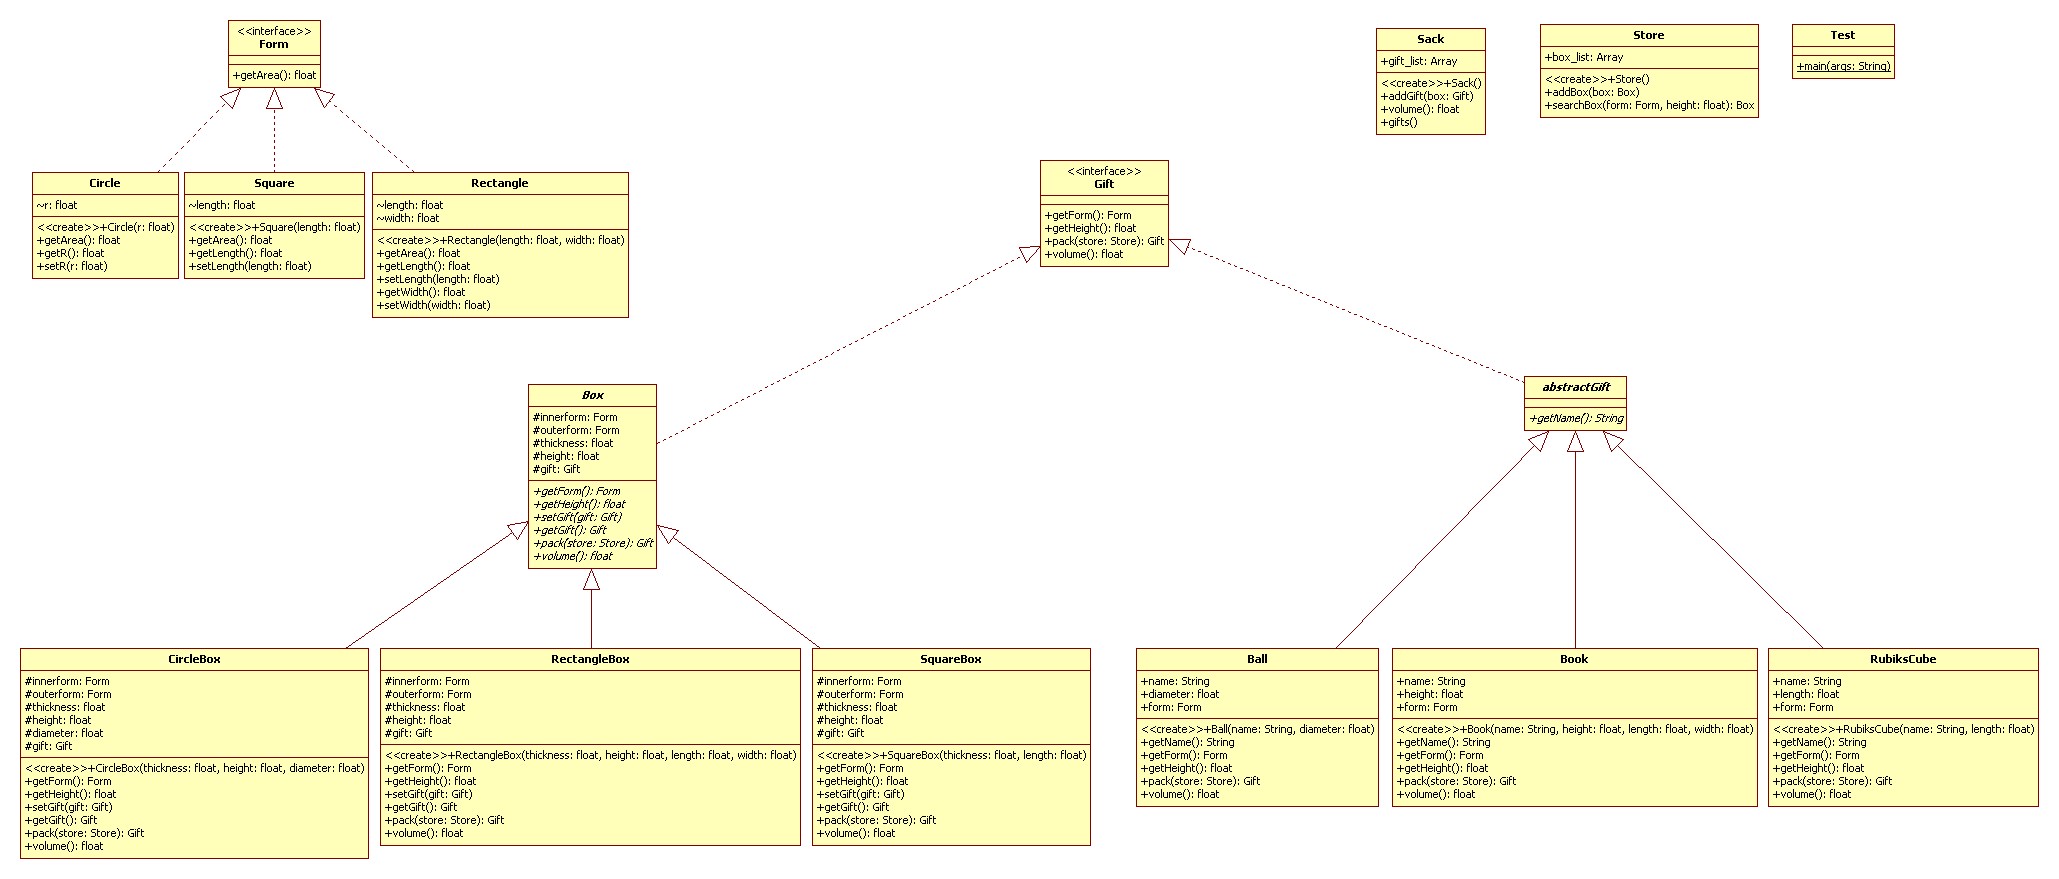 <<interface>>
Form
+getArea(): float
Sack
+gift_list: Array
<<create>>+Sack()
+addGift(box: Gift)
+volume(): float
+gifts()
Store
+box_list: Array
<<create>>+Store()
+addBox(box: Box)
+searchBox(form: Form, height: float): Box
Test
+main(args: String)
Circle
~r: float
<<create>>+Circle(r: float)
+getArea(): float
+getR(): float
+setR(r: float)
Square
~length: float
<<create>>+Square(length: float)
+getArea(): float
+getLength(): float
+setLength(length: float)
Rectangle
~length: float
~width: float
<<create>>+Rectangle(length: float, width: float)
+getArea(): float
+getLength(): float
+setLength(length: float)
+getWidth(): float
+setWidth(width: float)
<<interface>>
Gift
+getForm(): Form
+getHeight(): float
+pack(store: Store): Gift
+volume(): float
Box
#innerform: Form
#outerform: Form
#thickness: float
#height: float
#gift: Gift
+getForm(): Form
+getHeight(): float
+setGift(gift: Gift)
+getGift(): Gift
+pack(store: Store): Gift
+volume(): float
abstractGift
+getName(): String
CircleBox
#innerform: Form
#outerform: Form
#thickness: float
#height: float
#diameter: float
#gift: Gift
<<create>>+CircleBox(thickness: float, height: float, diameter: float)
+getForm(): Form
+getHeight(): float
+setGift(gift: Gift)
+getGift(): Gift
+pack(store: Store): Gift
+volume(): float
RectangleBox
#innerform: Form
#outerform: Form
#thickness: float
#height: float
#gift: Gift
<<create>>+RectangleBox(thickness: float, height: float, length: float, width: float)
+getForm(): Form
+getHeight(): float
+setGift(gift: Gift)
+getGift(): Gift
+pack(store: Store): Gift
+volume(): float
SquareBox
#innerform: Form
#outerform: Form
#thickness: float
#height: float
#gift: Gift
<<create>>+SquareBox(thickness: float, length: float)
+getForm(): Form
+getHeight(): float
+setGift(gift: Gift)
+getGift(): Gift
+pack(store: Store): Gift
+volume(): float
Ball
+name: String
+diameter: float
+form: Form
<<create>>+Ball(name: String, diameter: float)
+getName(): String
+getForm(): Form
+getHeight(): float
+pack(store: Store): Gift
+volume(): float
Book
+name: String
+height: float
+form: Form
<<create>>+Book(name: String, height: float, length: float, width: float)
+getName(): String
+getForm(): Form
+getHeight(): float
+pack(store: Store): Gift
+volume(): float
RubiksCube
+name: String
+length: float
+form: Form
<<create>>+RubiksCube(name: String, length: float)
+getName(): String
+getForm(): Form
+getHeight(): float
+pack(store: Store): Gift
+volume(): float